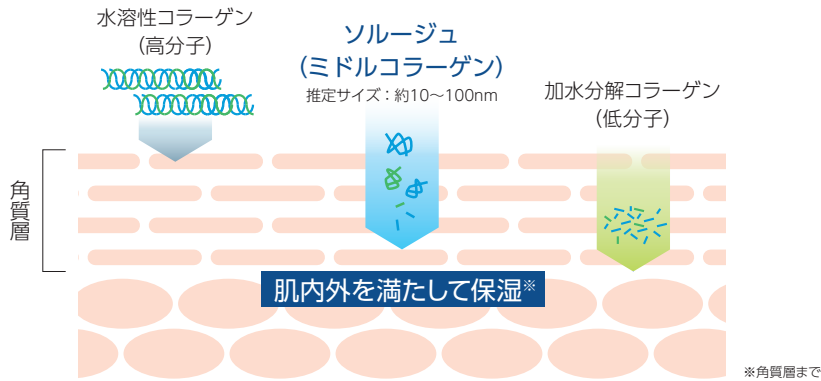 水溶性コラーゲン
(高分子)
ソルージュ
(ミドルコラーゲン)
推定サイズ：約10〜100nm
加水分解コラーゲン
(低分子)
角質層
肌内外を満たして保湿※
※角質層まで